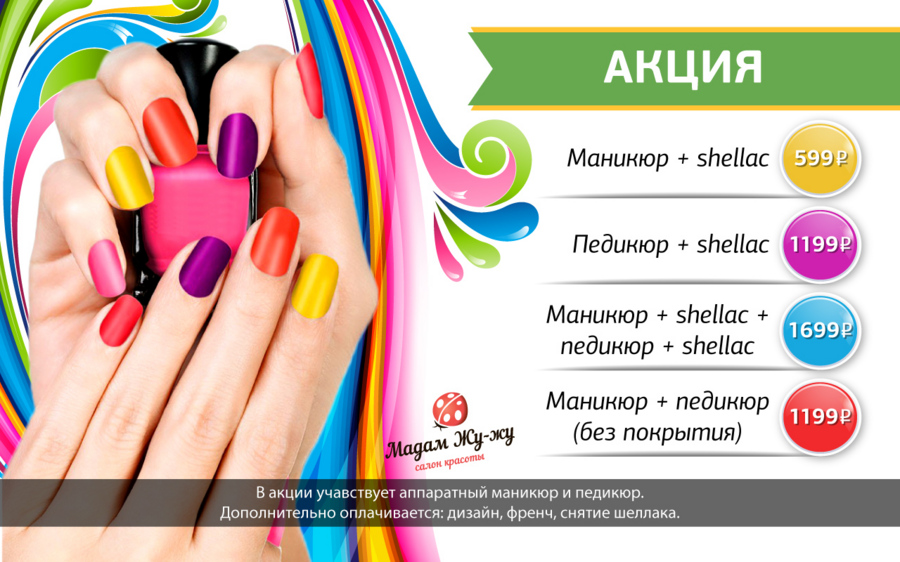 АКЦИЯ
Маникюр + shellac
599₽
Педикюр + shellac
1199₽
Маникюр + shellac +
педикюр + shellac
1699₽
Маникюр + педикюр
(без покрытия)
1199₽
Мадам Жу-жу
салон красоты
В акции учавствует аппаратный маникюр и педикюр.
Дополнительно оплачивается: дизайн, френч, снятие шеллака.